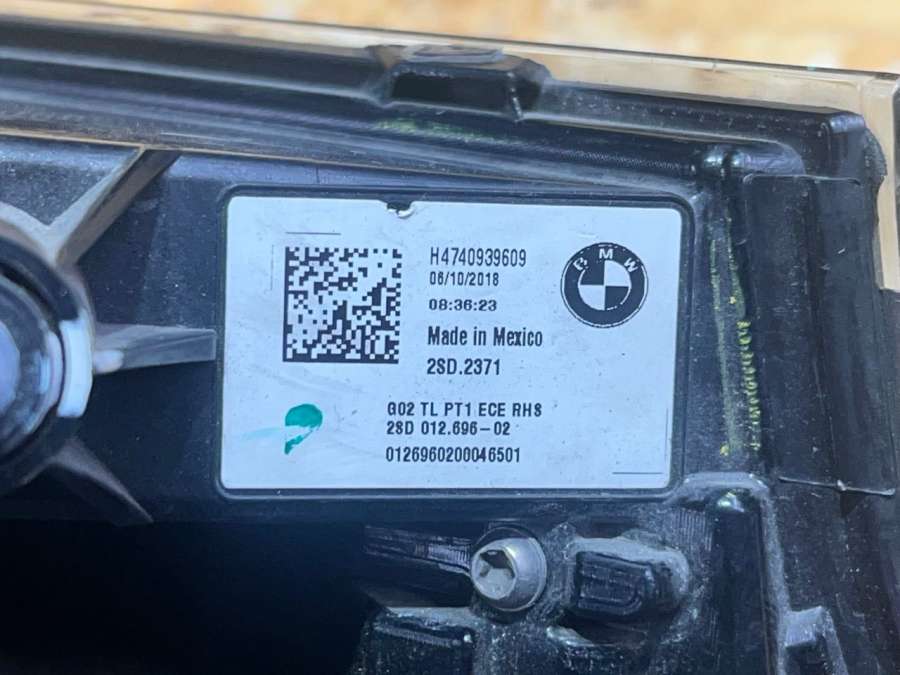 H4740939609
06/10/2018
08:36:23
BMW
Made in Mexico
2SD.2371
G02 TL PT1 ECE RHS
2SD 012.696-02
0126960200046501